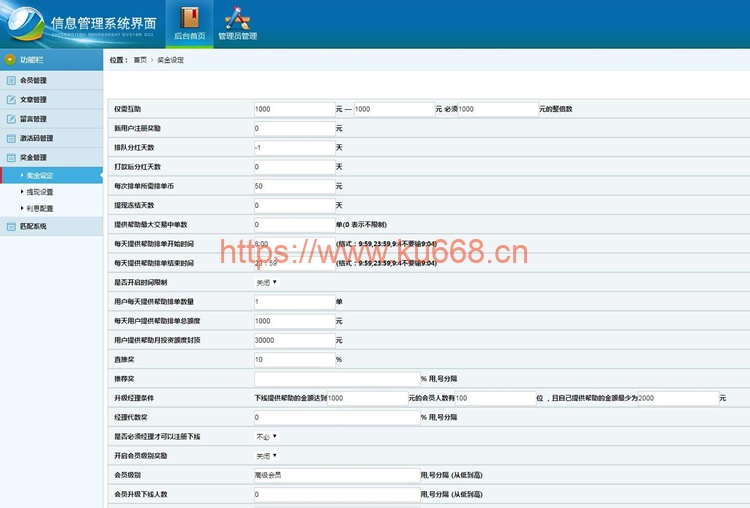 信息管理系统界面
后台首页
管理员管理
功能栏
位置： 首页 › 奖金设定
会员管理
文章管理
留言管理
激活码管理
奖金管理
奖金设定
提现设置
利息配置
匹配系统
仅需互助 1000 元 — 1000 元 必须 1000 元的整倍数
新用户注册奖励 0 元
排队分红天数 -1 天
打款后分红天数 0 天
每次排单所需排单币 50 元
提现冻结天数 0 天
提供帮助最大交易中单数 0 单(0 表示不限制)
每天提供帮助排单开始时间 8:00 (格式：9:59,23:59,9:4不要输9:04)
每天提供帮助排单结束时间 23：59 (格式：9:59,23:59,9:4不要输9:04)
https://www.ku668.cn
是否开启时间限制 关闭
用户每天提供帮助排单数量 1 单
每天用户提供帮助排单总额度 1000 元
用户提供帮助月投资额度封顶 30000 元
直推奖 10 %
推荐奖 % 用,号分隔
升级经理条件 下线提供帮助的金额达到 1000 元的会员人数有 100 位 ，且自己提供帮助的金额最少为 2000 元
经理代数奖 0 % 用,号分隔
是否必须经理才可以注册下线 不必
开启会员级别奖励 关闭
会员级别 高级会员 用,号分隔 (从低到高)
会员升级下线人数 0 用,号分隔 (从低到高)